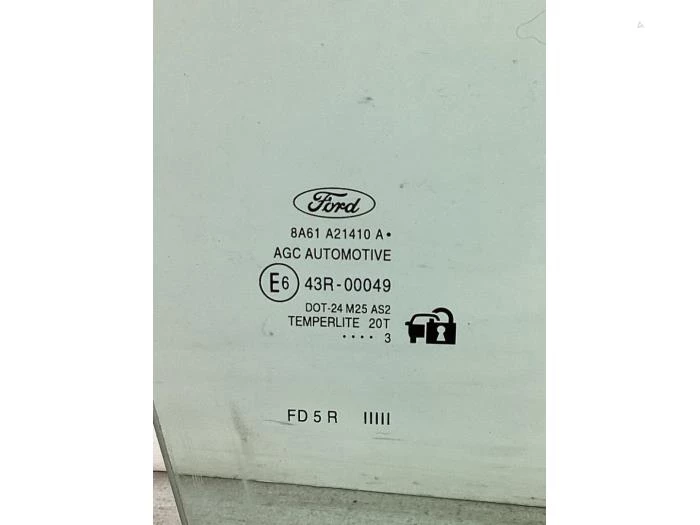 Ford
8A61 A21410 A•
AGC AUTOMOTIVE
E6 43R-00049
DOT-24 M25 AS2
TEMPERLITE 20T
•••• 3
FD 5 R IIIII